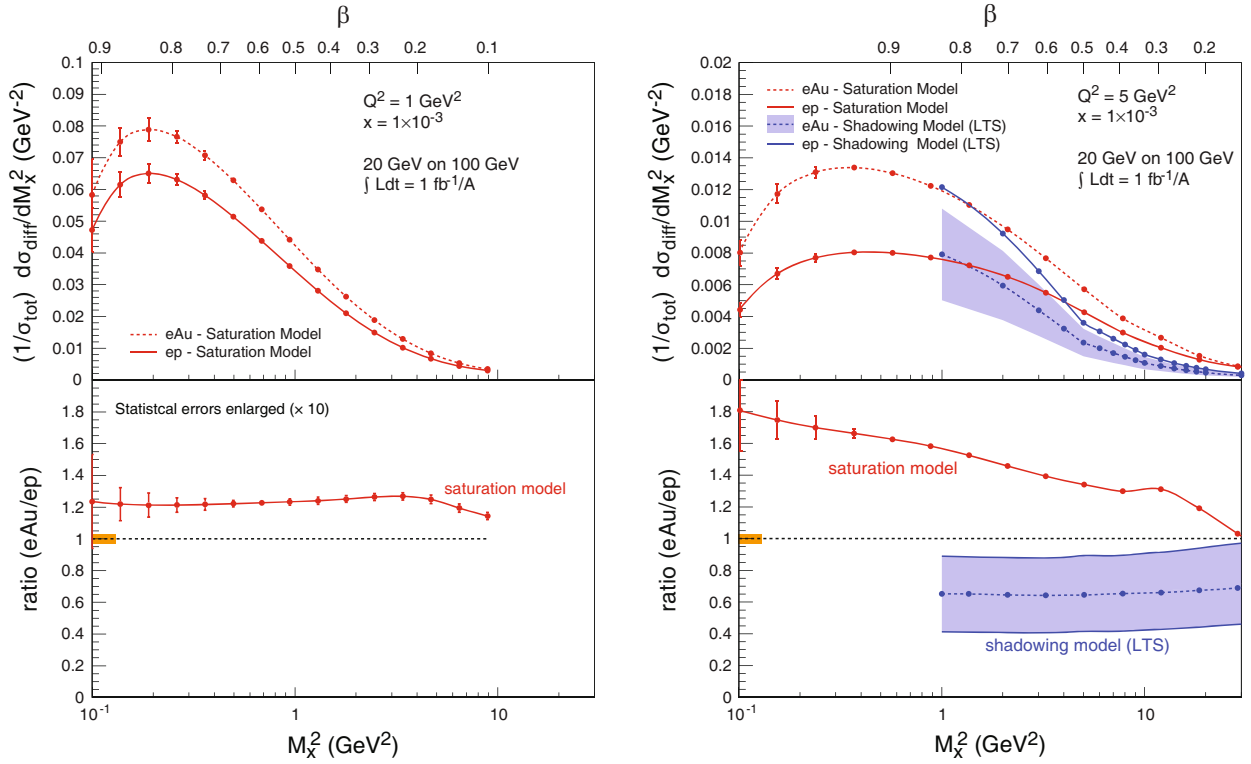 β
0.9 0.8 0.7 0.6 0.5 0.4 0.3 0.2 0.1
(1/σtot) dσdiff/dMx² (GeV⁻²)
0.1
0.09
0.08
0.07
0.06
0.05
0.04
0.03
0.02
0.01
0
Q² = 1 GeV²
x = 1×10⁻³
20 GeV on 100 GeV
∫ Ldt = 1 fb⁻¹/A
eAu - Saturation Model
ep - Saturation Model
ratio (eAu/ep)
1.8
1.6
1.4
1.2
1
0.8
0.6
0.4
0.2
0
Statistcal errors enlarged (× 10)
saturation model
10⁻¹ 1 10
Mx² (GeV²)
β
0.9 0.8 0.7 0.6 0.5 0.4 0.3 0.2
(1/σtot) dσdiff/dMx² (GeV⁻²)
0.02
0.018
0.016
0.014
0.012
0.01
0.008
0.006
0.004
0.002
0
eAu - Saturation Model
ep - Saturation Model
eAu - Shadowing Model (LTS)
ep - Shadowing Model (LTS)
Q² = 5 GeV²
x = 1×10⁻³
20 GeV on 100 GeV
∫ Ldt = 1 fb⁻¹/A
ratio (eAu/ep)
1.8
1.6
1.4
1.2
1
0.8
0.6
0.4
0.2
0
saturation model
shadowing model (LTS)
10⁻¹ 1 10
Mx² (GeV²)